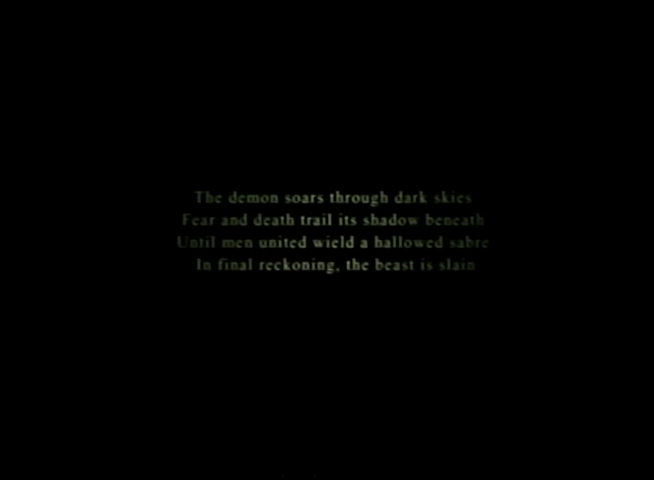 The demon soars through dark skies
Fear and death trail its shadow beneath
Until men united wield a hallowed sabre
In final reckoning, the beast is slain